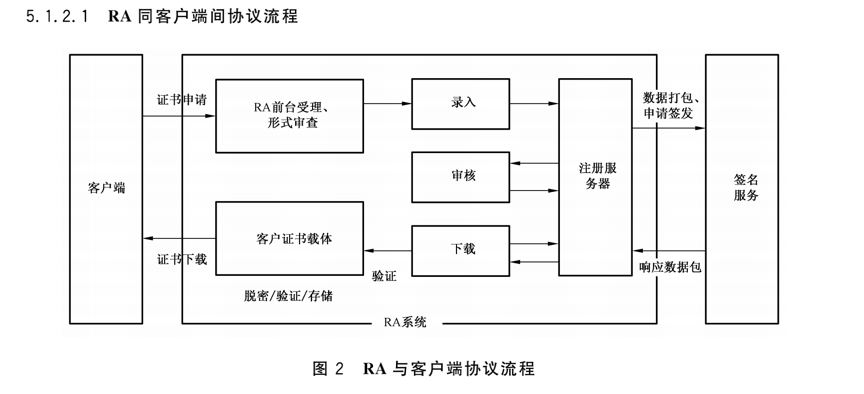 5.1.2.1 RA 同客户端间协议流程
证书申请
RA前台受理、
形式审查
录入
数据打包、
申请签发
审核
注册服
务器
客户端
签名
服务
客户证书载体
下载
证书下载
验证
响应数据包
脱密/验证/存储
RA系统
图 2 RA 与客户端协议流程